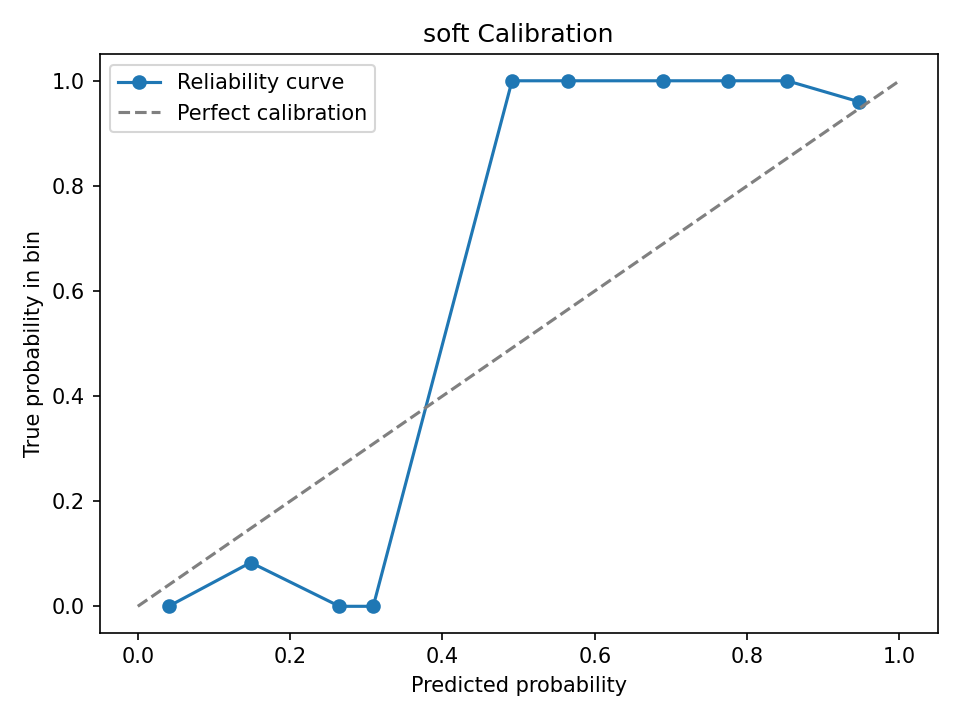 soft Calibration
Reliability curve
Perfect calibration
True probability in bin
1.0
0.8
0.6
0.4
0.2
0.0
0.0 0.2 0.4 0.6 0.8 1.0
Predicted probability